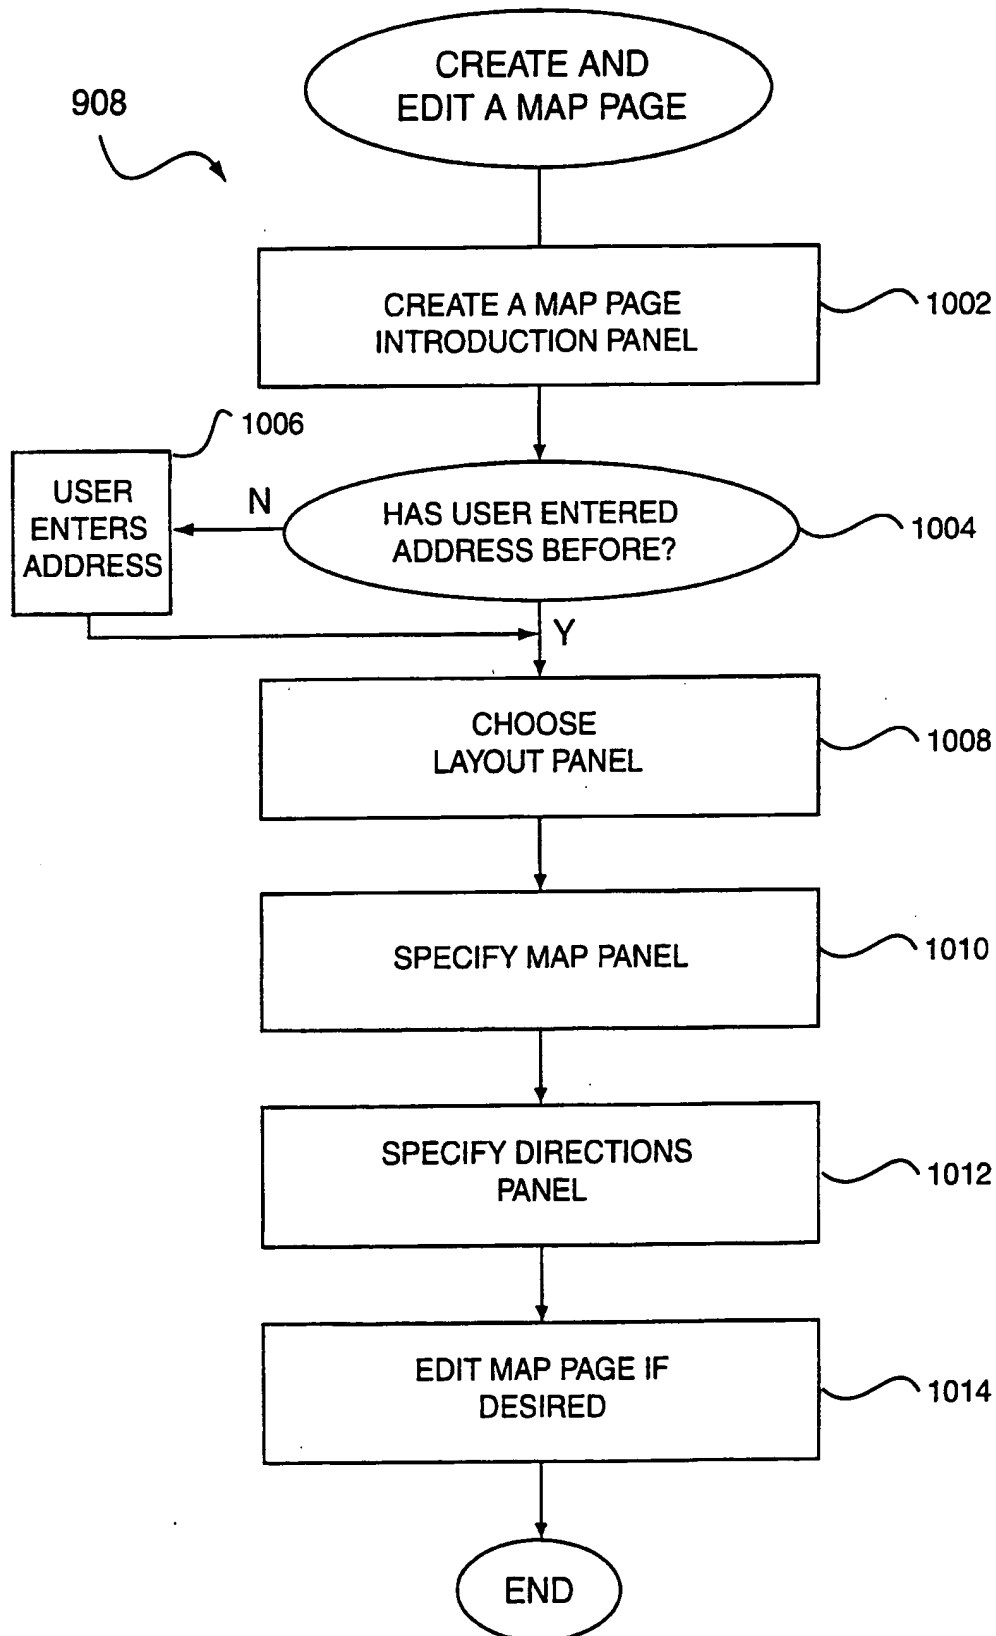 CREATE AND
EDIT A MAP PAGE
908
CREATE A MAP PAGE
INTRODUCTION PANEL
1002
1006
USER
ENTERS
ADDRESS
N
HAS USER ENTERED
ADDRESS BEFORE?
1004
Y
CHOOSE
LAYOUT PANEL
1008
SPECIFY MAP PANEL
1010
SPECIFY DIRECTIONS
PANEL
1012
EDIT MAP PAGE IF
DESIRED
1014
END